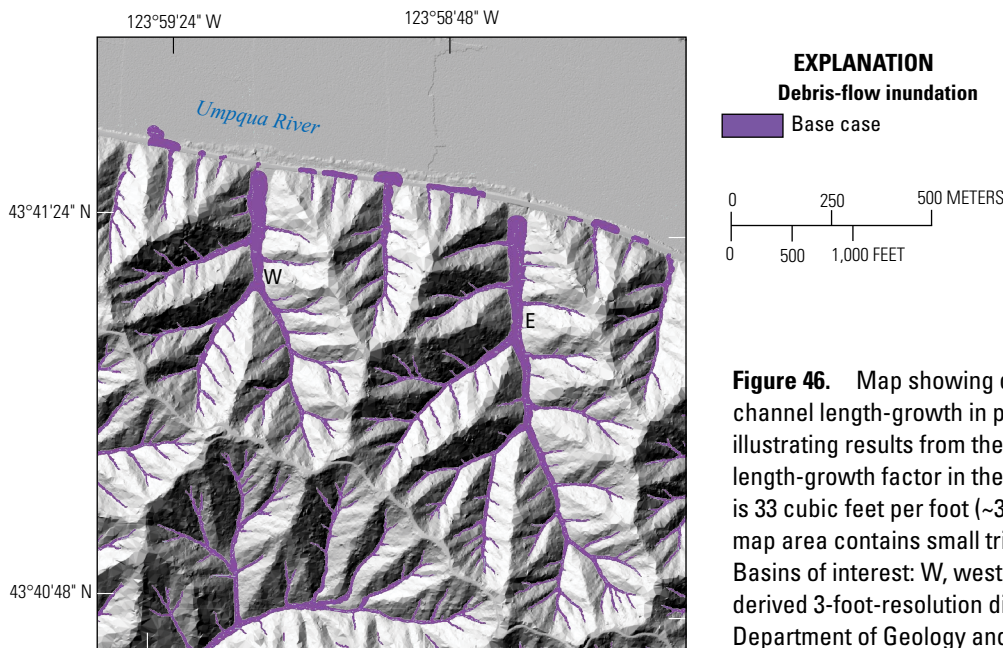 123°59'24" W
123°58'48" W
Umpqua River
43°41'24" N
43°40'48" N
W
E
EXPLANATION
Debris-flow inundation
Base case
0 250 500 METERS
0 500 1,000 FEET
Figure 46. Map showing
channel length-growth in
illustrating results from the
length-growth factor in the
is 33 cubic feet per foot
map area contains small
Basins of interest: W, west
derived 3-foot-resolution
Department of Geology and